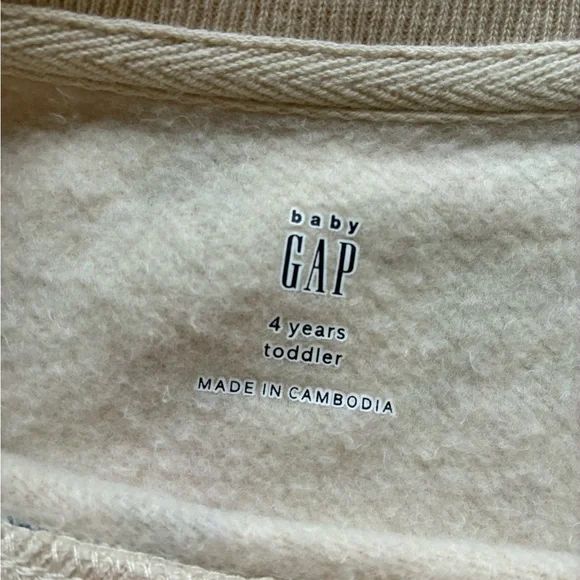 baby
GAP
4 years
toddler
MADE IN CAMBODIA